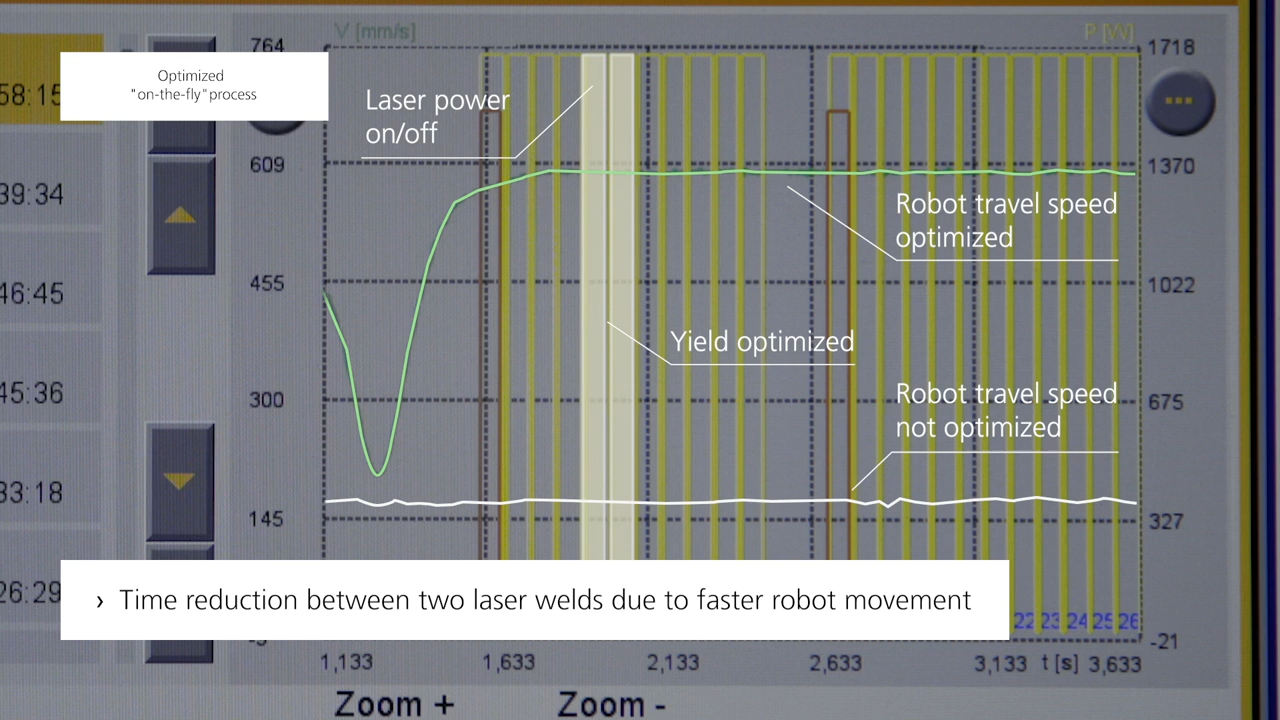 V [mm/s]
P [W]
764
1718
Optimized
"on-the-fly" process
58:15
Laser power
on/off
609
1370
39:34
Robot travel speed
optimized
455
1022
46:45
Yield optimized
45:36
300
675
Robot travel speed
not optimized
33:18
145
327
26:29
› Time reduction between two laser welds due to faster robot movement
22 23 24 25 26
-21
1,133
1,633
2,133
2,633
3,133
t [s]
3,633
Zoom +
Zoom -